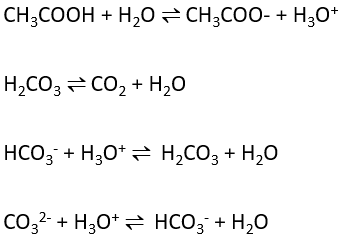 CH₃COOH + H₂O ⇌ CH₃COO- + H₃O⁺
H₂CO₃ ⇌ CO₂ + H₂O
HCO₃⁻ + H₃O⁺ ⇌ H₂CO₃ + H₂O
CO₃²⁻ + H₃O⁺ ⇌ HCO₃⁻ + H₂O